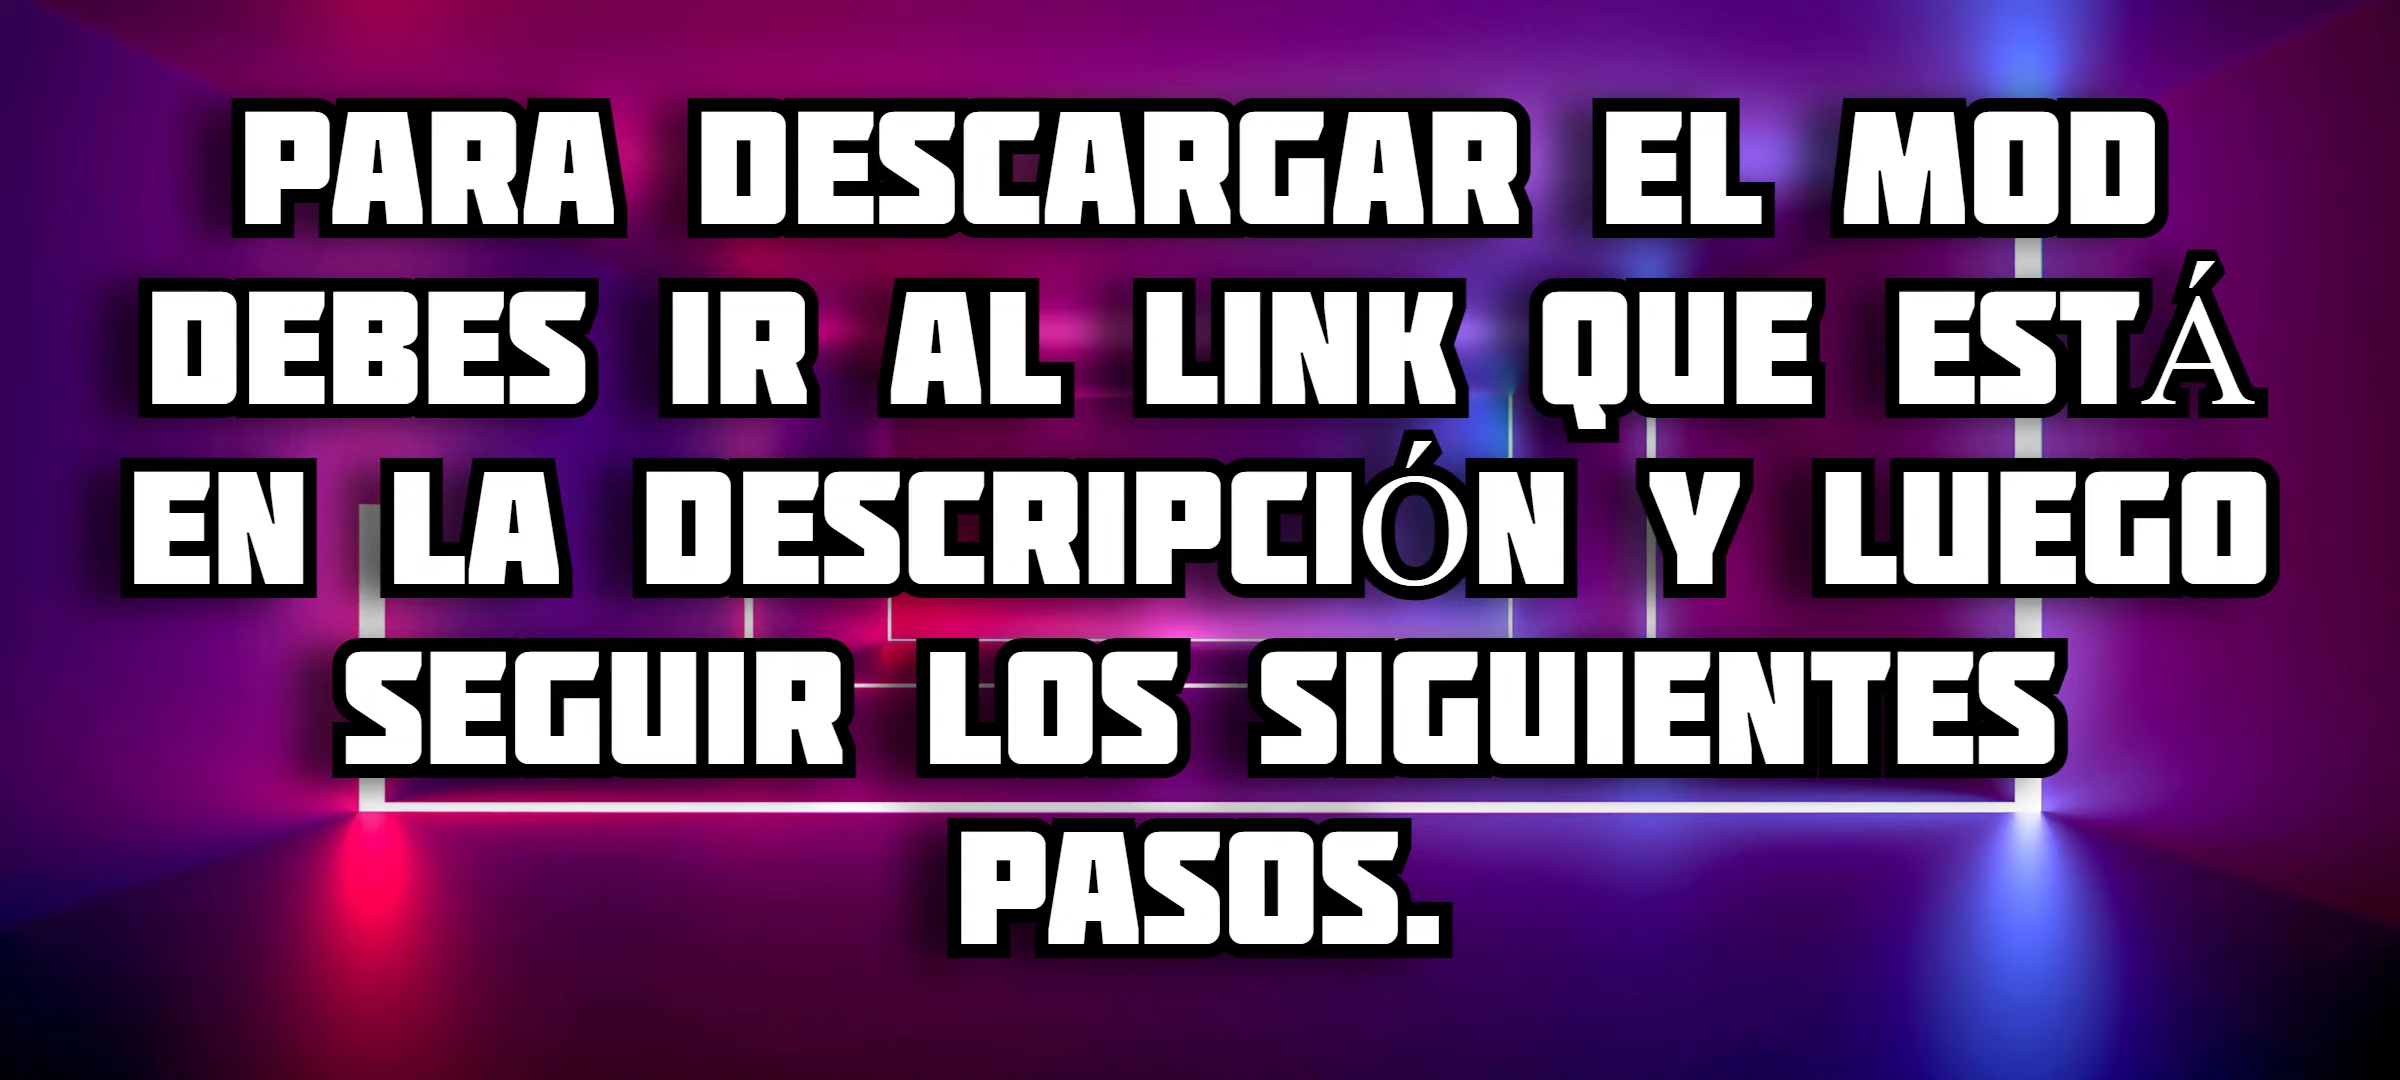 PARA DESCARGAR EL MOD
DEBES IR AL LINK QUE ESTÁ
EN LA DESCRIPCIÓN Y LUEGO
SEGUIR LOS SIGUIENTES
PASOS.